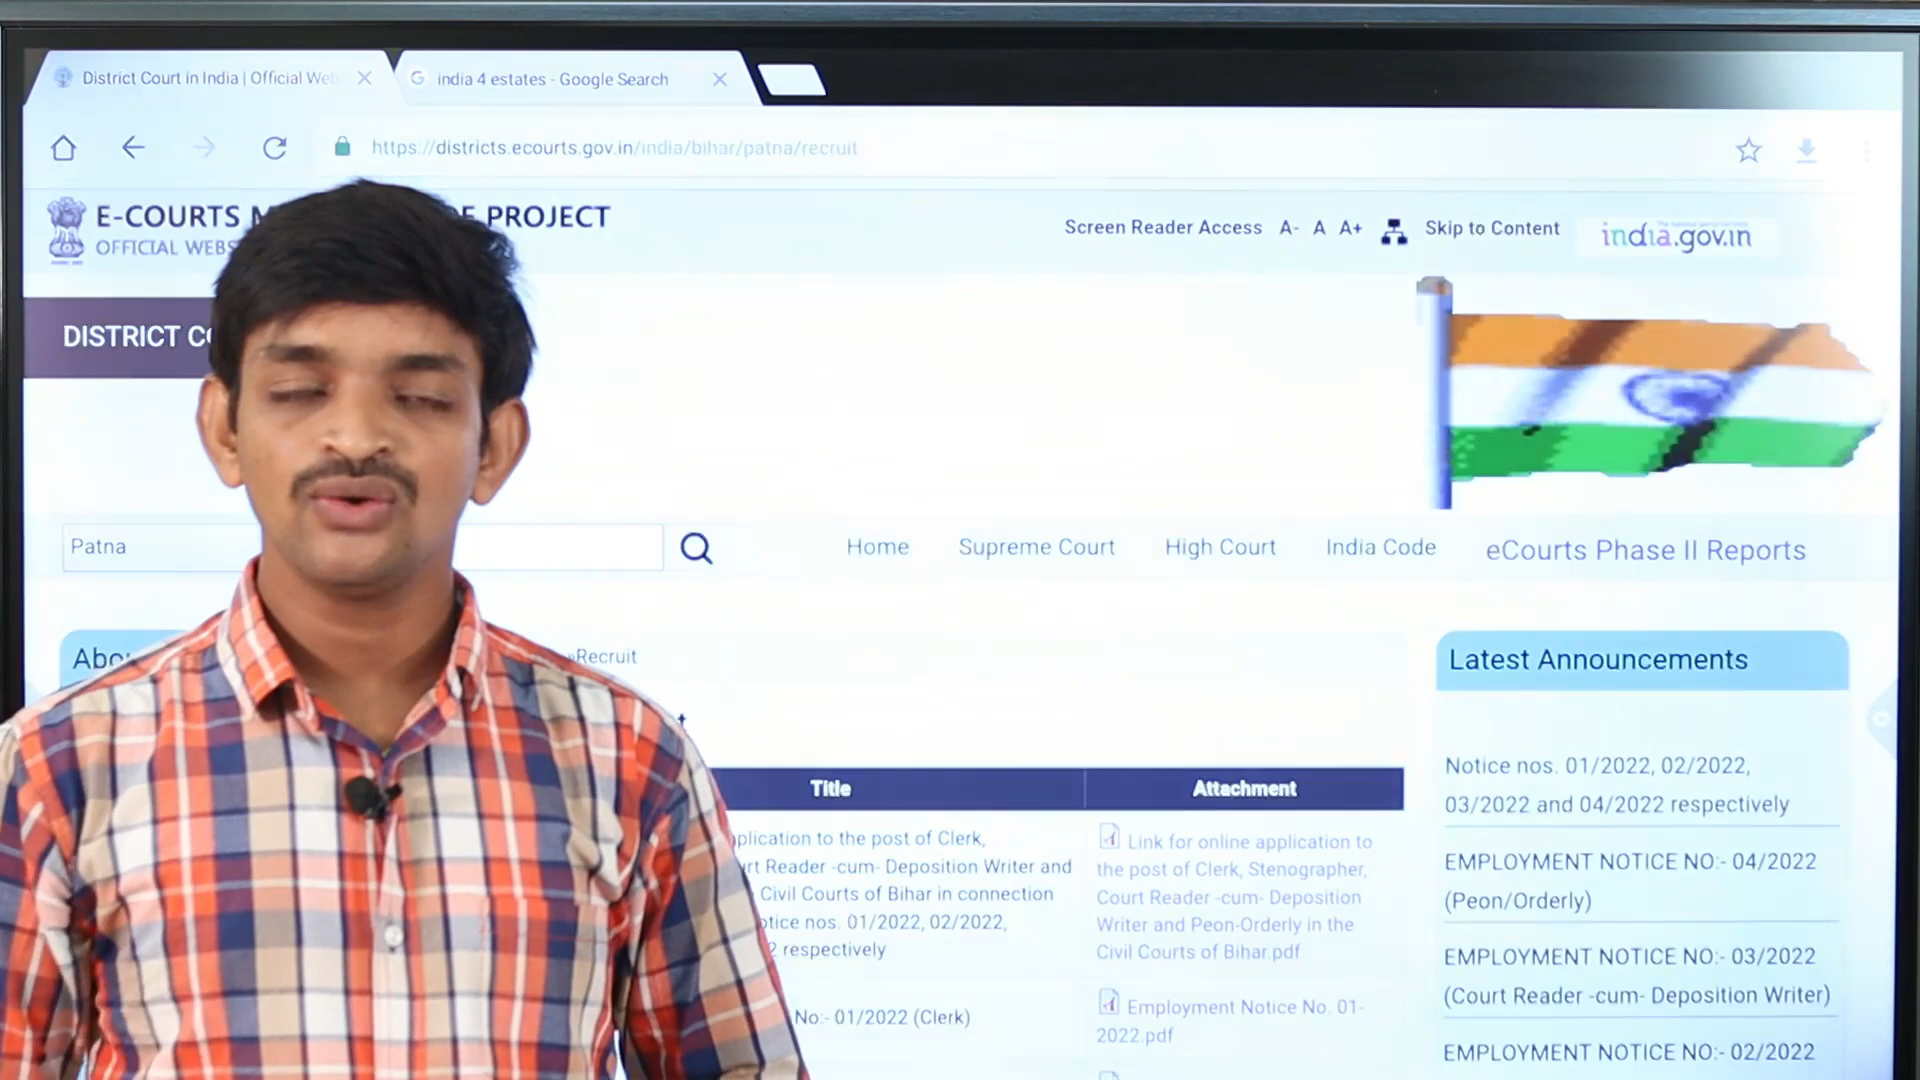 District Court in India | Official Web
india 4 estates - Google Search
https://districts.ecourts.gov.in/india/bihar/patna/recruit
E-COURTS M
E PROJECT
OFFICIAL WEBS
Screen Reader Access A- A A+ Skip to Content
india.gov.in
DISTRICT CO
Patna
Home Supreme Court High Court India Code eCourts Phase II Reports
Abo
»Recruit
t
Latest Announcements
Title
Attachment
plication to the post of Clerk,
urt Reader -cum- Deposition Writer and
Civil Courts of Bihar in connection
otice nos. 01/2022, 02/2022,
2 respectively
Link for online application to
the post of Clerk, Stenographer,
Court Reader -cum- Deposition
Writer and Peon-Orderly in the
Civil Courts of Bihar.pdf
No:- 01/2022 (Clerk)
Employment Notice No. 01-
2022.pdf
Notice nos. 01/2022, 02/2022,
03/2022 and 04/2022 respectively
EMPLOYMENT NOTICE NO:- 04/2022
(Peon/Orderly)
EMPLOYMENT NOTICE NO:- 03/2022
(Court Reader -cum- Deposition Writer)
EMPLOYMENT NOTICE NO:- 02/2022